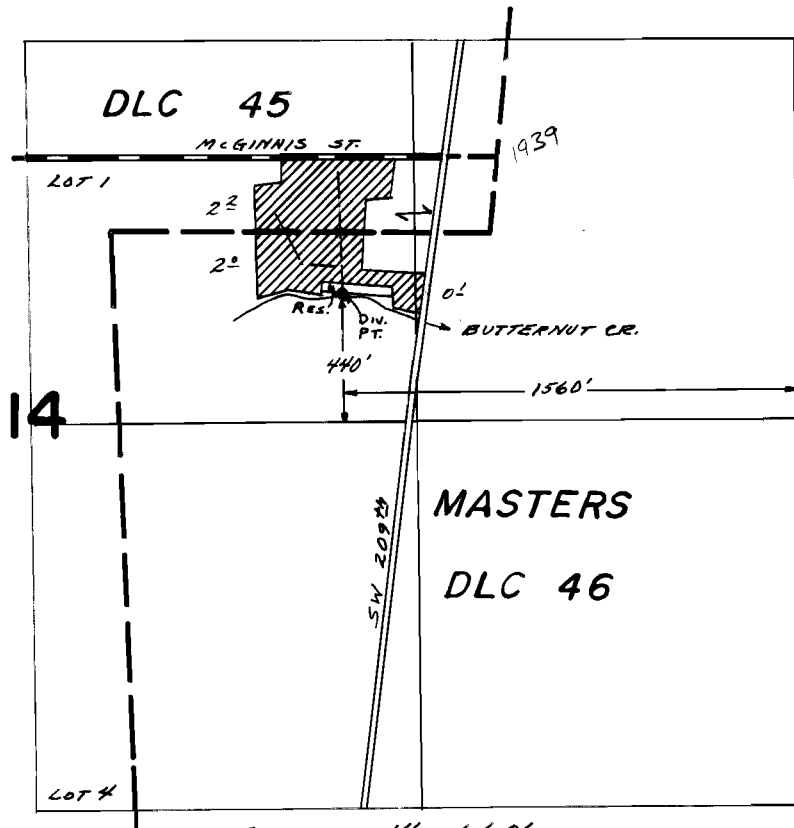 DLC 45
McGINNIS ST.
1939
LOT 1
2²
2⁰
0¹
RES.
DIV.
PT.
BUTTERNUT CR.
440'
1560'
14
MASTERS
DLC 46
SW 209TH
LOT 4